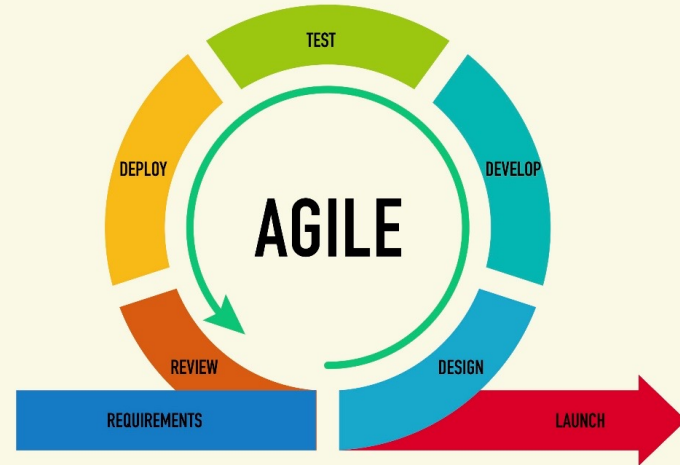 TEST
DEPLOY
DEVELOP
AGILE
REVIEW
DESIGN
REQUIREMENTS
LAUNCH